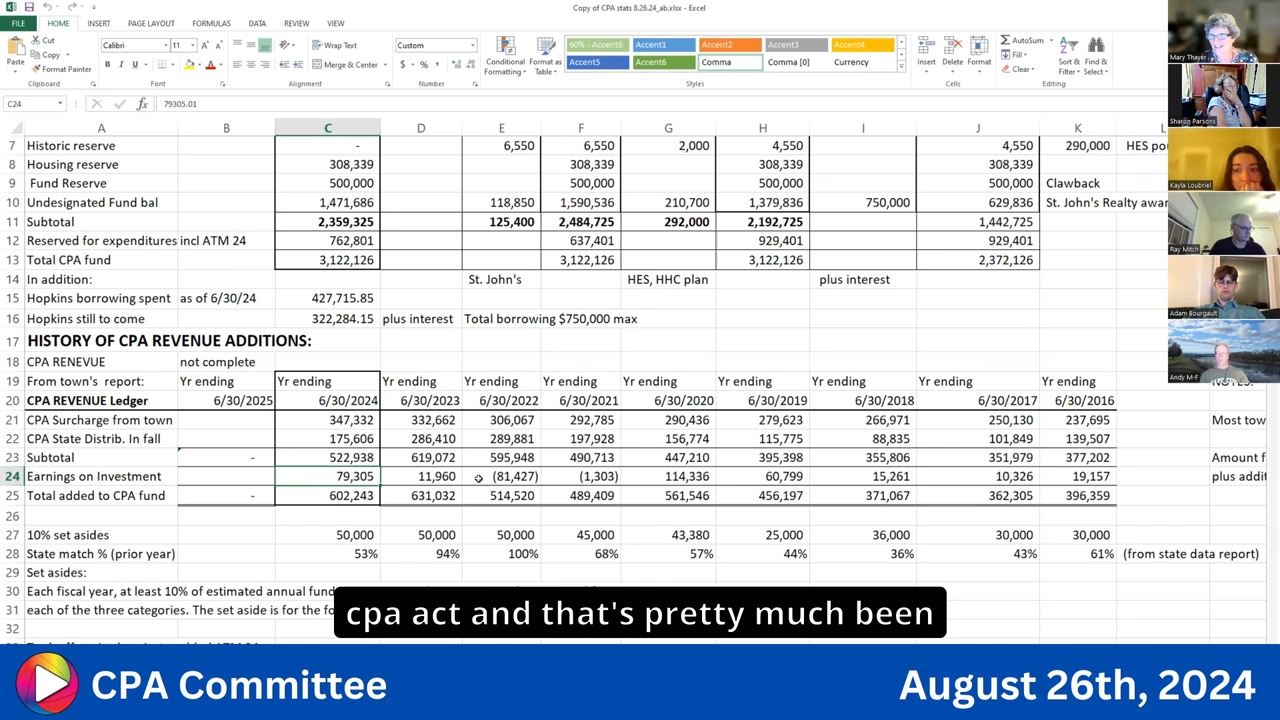 Copy of CPA stats 8.26.24_ab.xlsx - Excel
FILE HOME INSERT PAGE LAYOUT FORMULAS DATA REVIEW VIEW
Paste Cut Copy Format Painter Clipboard
Calibri 11 Font
Wrap Text Merge & Center Alignment
Custom Number
Conditional Formatting Format as Table
60% - Accent6 Accent1 Accent2 Accent3 Accent4
Accent5 Accent6 Comma Comma [0] Currency
Styles
Insert Delete Format Cells
AutoSum Fill Clear Sort & Filter Find & Select Editing
C24 fx 79305.01
A B C D E F G H I J K L
7 Historic reserve - 6,550 6,550 2,000 4,550 4,550 290,000 HES po
8 Housing reserve 308,339 308,339 308,339 308,339
9 Fund Reserve 500,000 500,000 500,000 500,000 Clawback
10 Undesignated Fund bal 1,471,686 118,850 1,590,536 210,700 1,379,836 750,000 629,836 St. John's Realty awar
11 Subtotal 2,359,325 125,400 2,484,725 292,000 2,192,725 1,442,725
12 Reserved for expenditures incl ATM 24 762,801 637,401 929,401 929,401
13 Total CPA fund 3,122,126 3,122,126 3,122,126 2,372,126
14 In addition: St. John's HES, HHC plan plus interest
15 Hopkins borrowing spent as of 6/30/24 427,715.85
16 Hopkins still to come 322,284.15 plus interest Total borrowing $750,000 max
17 HISTORY OF CPA REVENUE ADDITIONS:
18 CPA RENEVUE not complete
19 From town's report: Yr ending Yr ending Yr ending Yr ending Yr ending Yr ending Yr ending Yr ending Yr ending Yr ending
20 CPA REVENUE Ledger 6/30/2025 6/30/2024 6/30/2023 6/30/2022 6/30/2021 6/30/2020 6/30/2019 6/30/2018 6/30/2017 6/30/2016
21 CPA Surcharge from town 347,332 332,662 306,067 292,785 290,436 279,623 266,971 250,130 237,695 Most tow
22 CPA State Distrib. In fall 175,606 286,410 289,881 197,928 156,774 115,775 88,835 101,849 139,507
23 Subtotal - 522,938 619,072 595,948 490,713 447,210 395,398 355,806 351,979 377,202 Amount f
24 Earnings on Investment 79,305 11,960 (81,427) (1,303) 114,336 60,799 15,261 10,326 19,157 plus addit
25 Total added to CPA fund - 602,243 631,032 514,520 489,409 561,546 456,197 371,067 362,305 396,359
26
27 10% set asides 50,000 50,000 50,000 45,000 43,380 25,000 36,000 30,000 30,000
28 State match % (prior year) 53% 94% 100% 68% 57% 44% 36% 43% 61% (from state data report)
29 Set asides:
30 Each fiscal year, at least 10% of estimated annual fund
31 each of the three categories. The set aside is for the fo
32
Mary Thayer
Sharon Parsons
Kayla Loubriel
Ray Mitch
Adam Bourgault
Andy M-F
cpa act and that's pretty much been
CPA Committee
August 26th, 2024